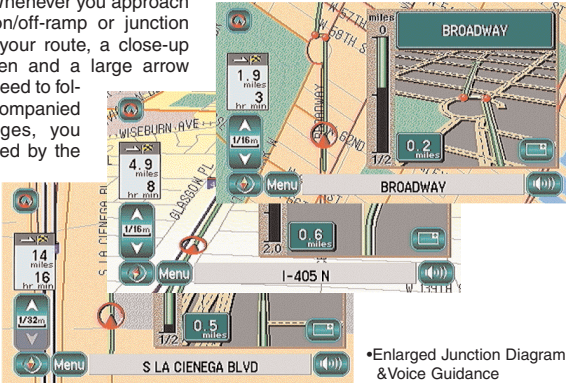 whenever you approach
on/off-ramp or junction
your route, a close-up
en and a large arrow
eed to fol-
ompanied
ges, you
ed by the
1.9
miles
3
hr min
1/16m
Menu
W 57TH
W 68TH S
BROADWAY
62ND
miles
0
1/2
BROADWAY
0.2
miles
BROADWAY
WISEBURN AVE
GLASGOW PL
4.9
miles
8
hr min
1/16m
Menu
2.0
0.6
miles
I-405 N
W 139TH S
S LA CIENEGA BL
14
miles
16
hr min
1/32m
Menu
1/2
0.5
miles
S LA CIENEGA BLVD
•Enlarged Junction Diagram
&Voice Guidance